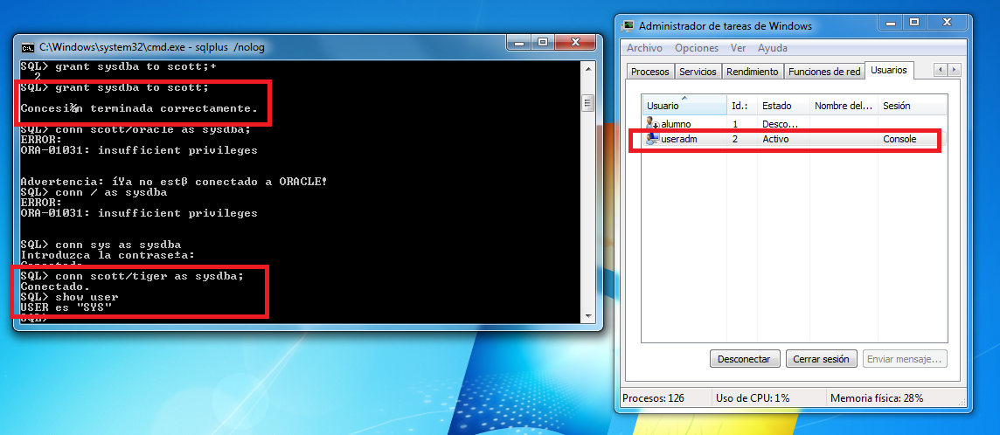 C:\Windows\system32\cmd.exe - sqlplus /nolog
SQL> grant sysdba to scott;+
2
SQL> grant sysdba to scott;
Concesi¾n terminada correctamente.
SQL> conn scott/oracle as sysdba;
ERROR:
ORA-01031: insufficient privileges
Advertencia: íYa no estß conectado a ORACLE!
SQL> conn / as sysdba
ERROR:
ORA-01031: insufficient privileges
SQL> conn sys as sysdba
Introduzca la contrase±a:
Conectado.
SQL> conn scott/tiger as sysdba;
Conectado.
SQL> show user
USER es "SYS"
SQL>
Administrador de tareas de Windows
Archivo Opciones Ver Ayuda
Procesos Servicios Rendimiento Funciones de red Usuarios
Usuario Id.: Estado Nombre del... Sesión
alumno 1 Desco...
useradm 2 Activo Console
Desconectar Cerrar sesión Enviar mensaje...
Procesos: 126 Uso de CPU: 1% Memoria física: 28%